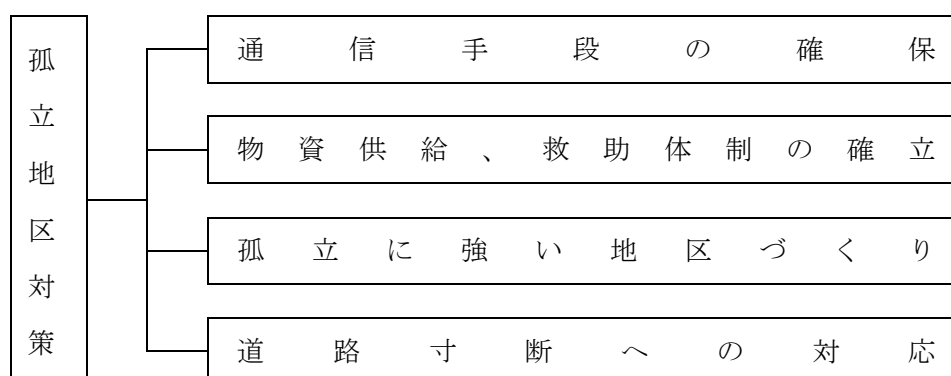 孤立地区対策
通信手段の確保
物資供給、救助体制の確立
孤立に強い地区づくり
道路寸断への対応